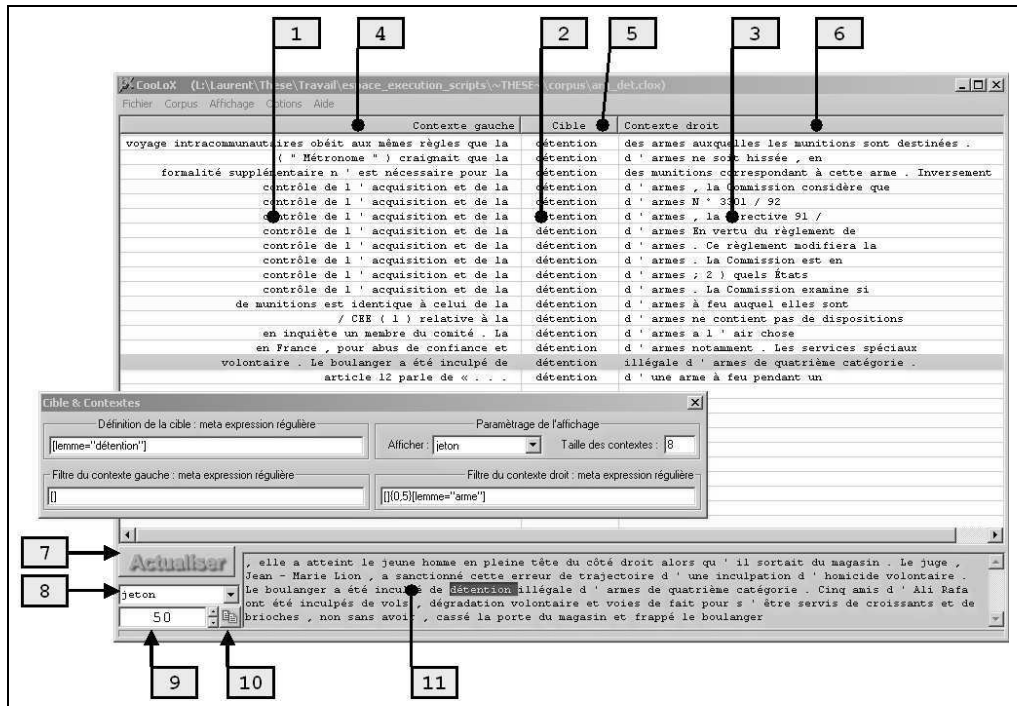 1 4 2 5 3 6
CooLoX (L:\Laurent\These\Travail\espace_execution_scripts\~THESE~\corpus\arm_det.clox)
Fichier Corpus Affichage Options Aide
Contexte gauche Cible Contexte droit
voyage intracommunautaires obéit aux mêmes règles que la détention des armes auxquelles les munitions sont destinées .
( " Métronome " ) craignait que la détention d ' armes ne soit hissée , en
formalité supplémentaire n ' est nécessaire pour la détention des munitions correspondant à cette arme . Inversement
contrôle de l ' acquisition et de la détention d ' armes , la Commission considère que
contrôle de l ' acquisition et de la détention d ' armes N ° 3301 / 92
contrôle de l ' acquisition et de la détention d ' armes , la directive 91 /
contrôle de l ' acquisition et de la détention d ' armes En vertu du règlement de
contrôle de l ' acquisition et de la détention d ' armes . Ce règlement modifiera la
contrôle de l ' acquisition et de la détention d ' armes . La Commission est en
contrôle de l ' acquisition et de la détention d ' armes ; 2 ) quels États
contrôle de l ' acquisition et de la détention d ' armes . La Commission examine si
de munitions est identique à celui de la détention d ' armes à feu auquel elles sont
/ CEE ( 1 ) relative à la détention d ' armes ne contient pas de dispositions
en inquiète un membre du comité . La détention d ' armes a l ' air chose
en France , pour abus de confiance et détention d ' armes notamment . Les services spéciaux
volontaire . Le boulanger a été inculpé de détention illégale d ' armes de quatrième catégorie .
article 12 parle de « . . . détention d ' une arme à feu pendant un
Cible & Contextes
Définition de la cible : meta expression régulière Paramètrage de l'affichage
[lemme="détention"] Afficher : jeton Taille des contextes : 8
Filtre du contexte gauche : meta expression régulière Filtre du contexte droit : meta expression régulière
[] []{0,5}[lemme="arme"]
7 Actualiser
8 jeton
50
, elle a atteint le jeune homme en pleine tête du côté droit alors qu ' il sortait du magasin . Le juge ,
Jean - Marie Lion , a sanctionné cette erreur de trajectoire d ' une inculpation d ' homicide volontaire .
Le boulanger a été inculpé de détention illégale d ' armes de quatrième catégorie . Cinq amis d ' Ali Rafa
ont été inculpés de vols , dégradation volontaire et voies de fait pour s ' être servis de croissants et de
brioches , non sans avoir , cassé la porte du magasin et frappé le boulanger
9 10 11